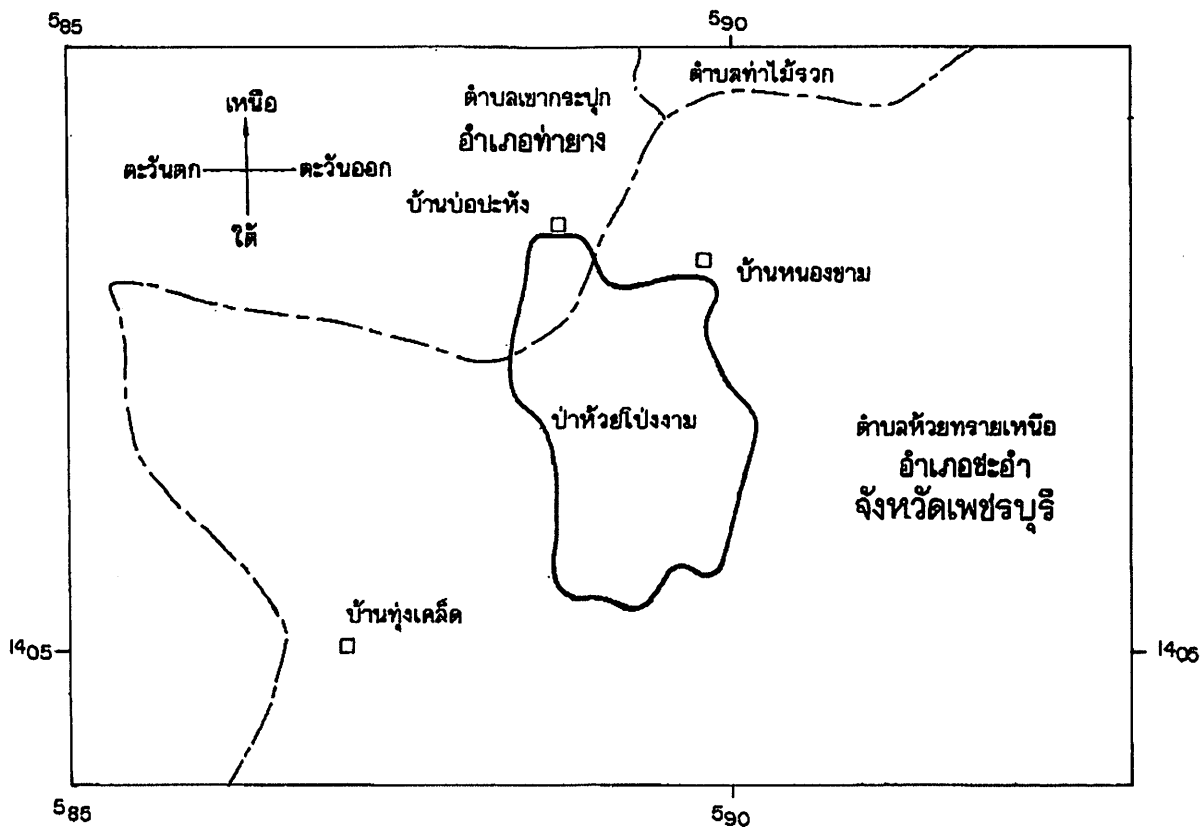 585
590
ตำบลท่าไม้รวก
ตำบลเขากระปุก
อำเภอท่ายาง
เหนือ
ตะวันตก
ตะวันออก
ใต้
บ้านบ่อปะหัง
บ้านหนองขาม
ป่าห้วยโป่งงาม
ตำบลห้วยทรายเหนือ
อำเภอชะอำ
จังหวัดเพชรบุรี
บ้านทุ่งเคล็ด
1405
1405
585
590